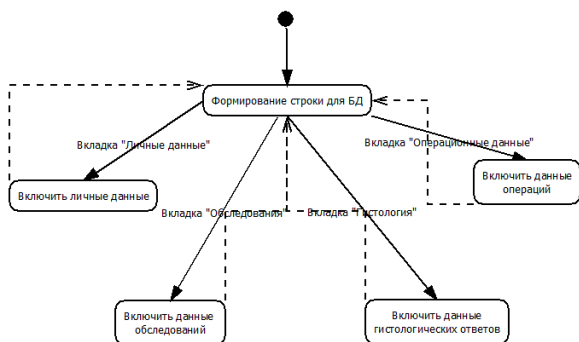 Формирование строки для БД
Вкладка "Личные данные"
Вкладка "Операционные данные"
Включить личные данные
Включить данные
операций
Вкладка "Обследования"
Вкладка "Гистология"
Включить данные
обследований
Включить данные
гистологических ответов